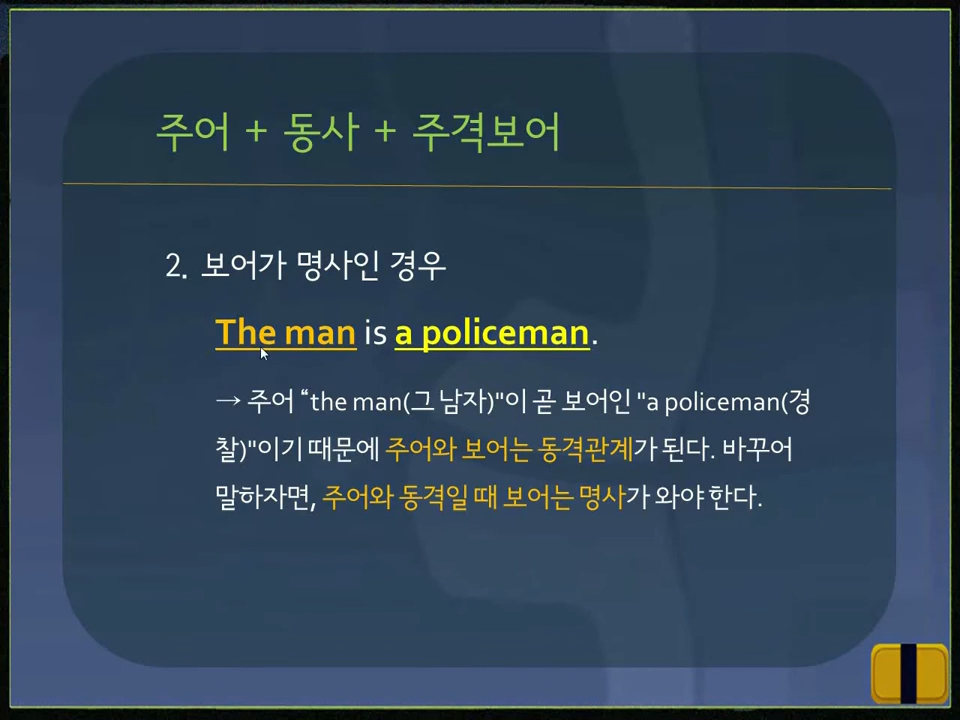 주어 + 동사 + 주격보어
2. 보어가 명사인 경우
The man is a policeman.
→ 주어 “the man(그 남자)"이 곧 보어인 "a policeman(경
찰)"이기 때문에 주어와 보어는 동격관계가 된다. 바꾸어
말하자면, 주어와 동격일 때 보어는 명사가 와야 한다.